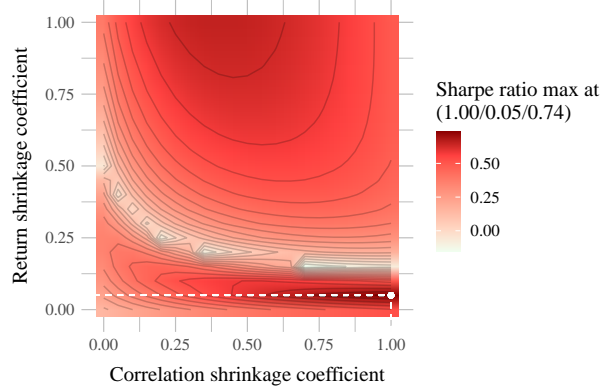 1.00
0.75
0.50
0.25
0.00
Return shrinkage coefficient
0.00 0.25 0.50 0.75 1.00
Correlation shrinkage coefficient
Sharpe ratio max at
(1.00/0.05/0.74)
0.50
0.25
0.00